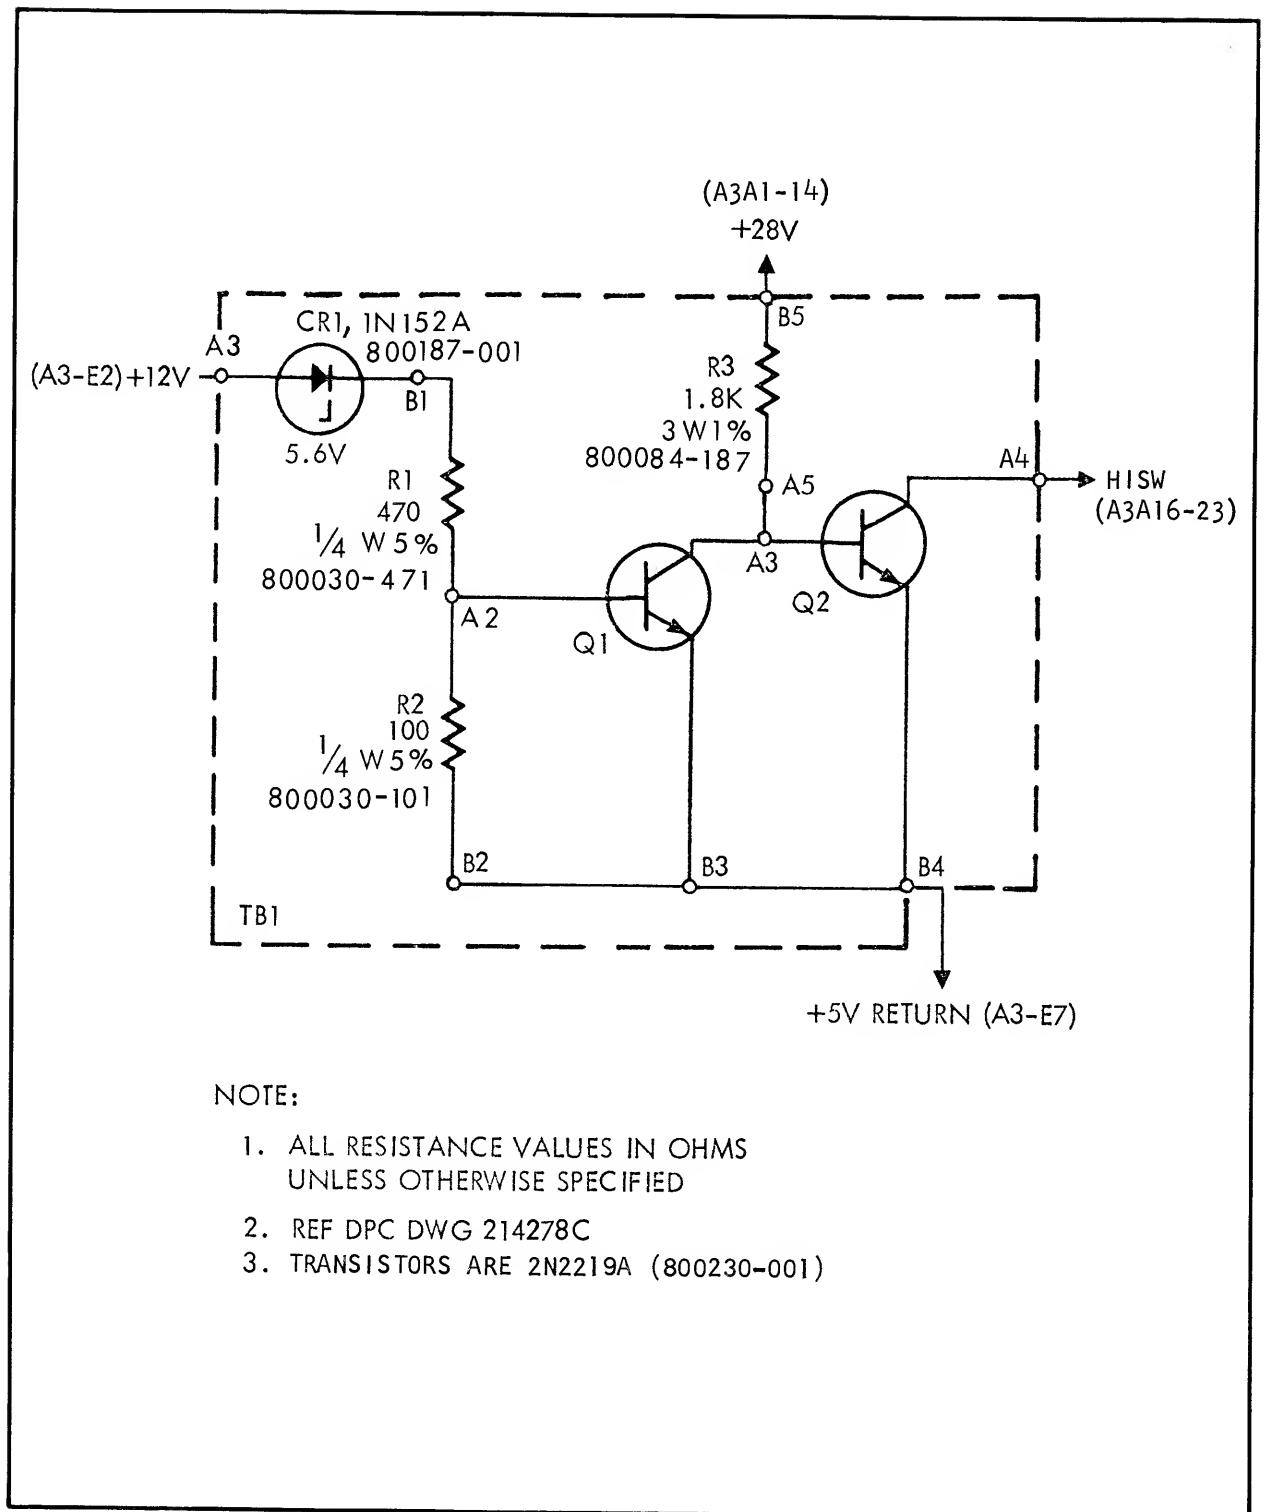 (A3A1-14)
+28V
B5
CR1, 1N152A
800187-001
A3
(A3-E2)+12V
B1
5.6V
R3
1.8K
3W1%
800084-187
A5
A4
HISW
(A3A16-23)
R1
470
1/4 W 5%
800030-471
A3
A2
Q1
Q2
R2
100
1/4 W 5%
800030-101
B2
B3
B4
TB1
+5V RETURN (A3-E7)
NOTE:
1. ALL RESISTANCE VALUES IN OHMS
UNLESS OTHERWISE SPECIFIED
2. REF DPC DWG 214278C
3. TRANSISTORS ARE 2N2219A (800230-001)